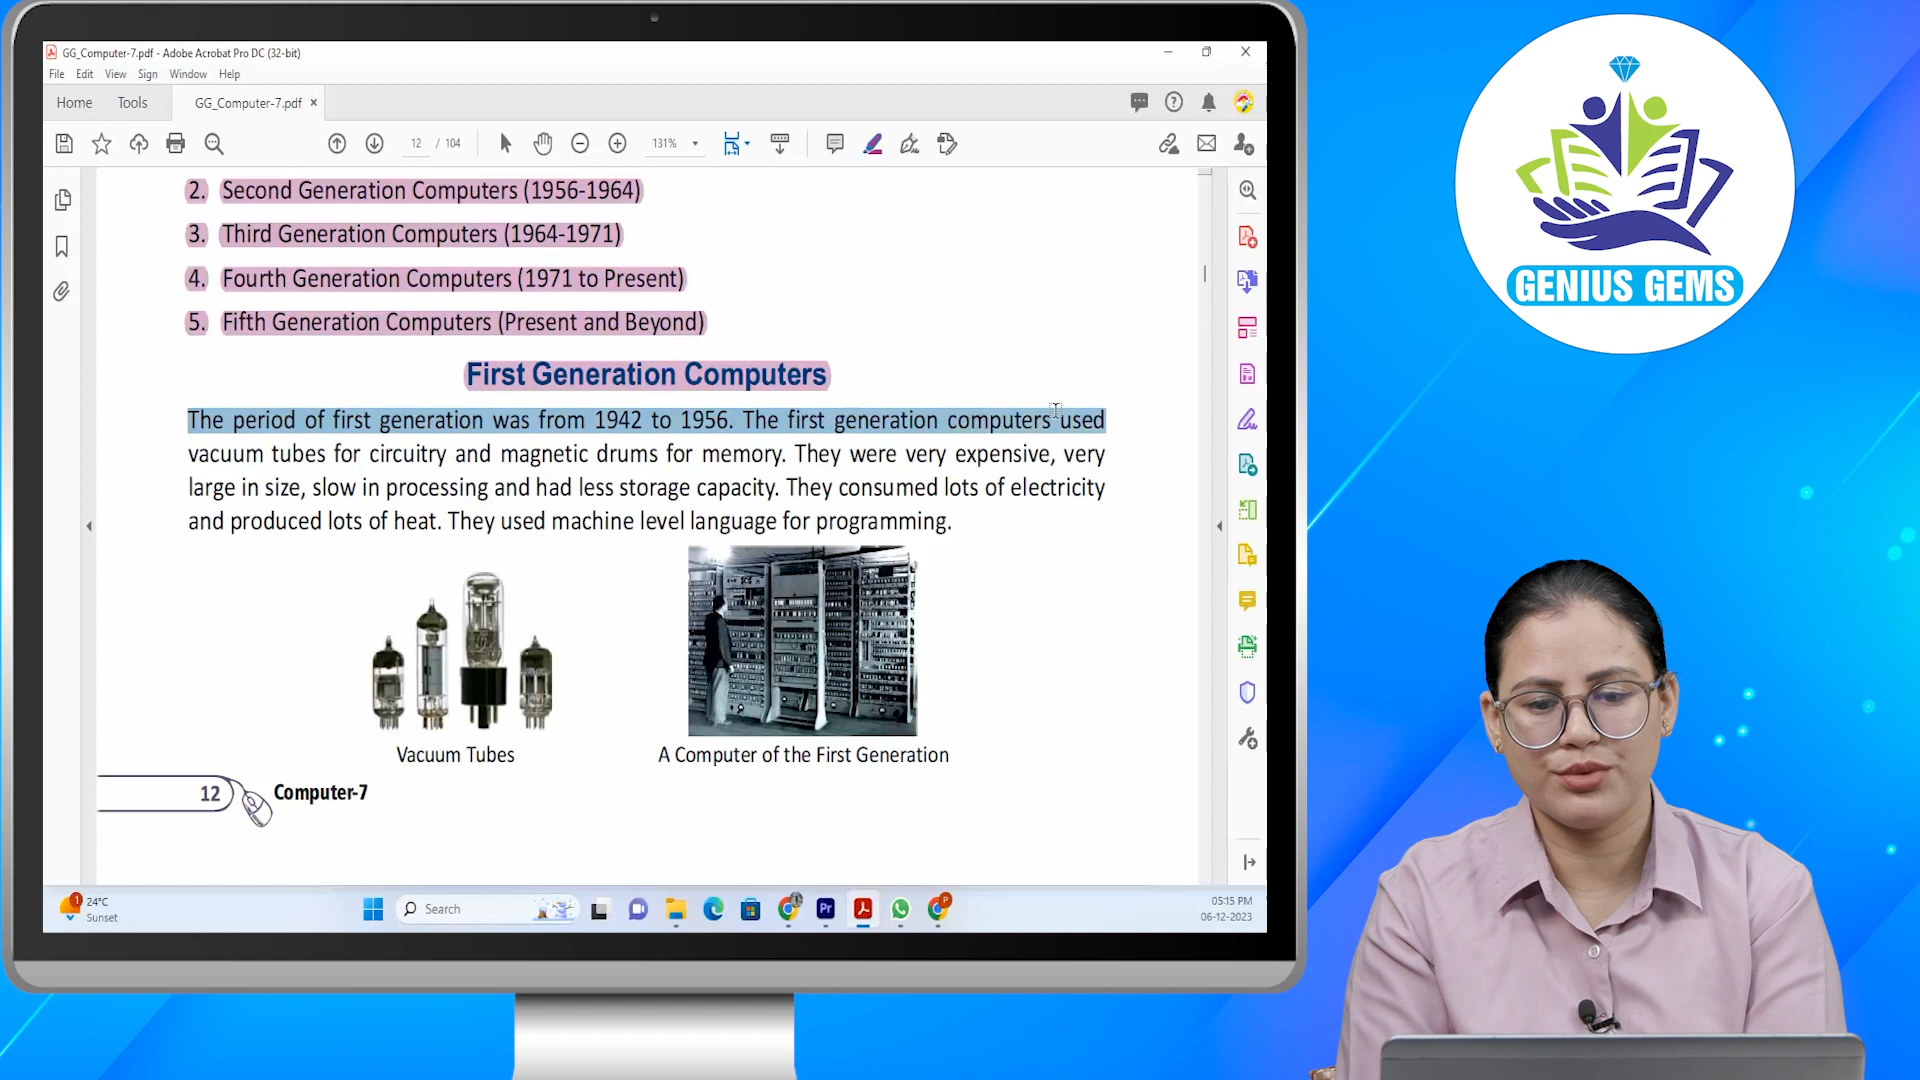 GG_Computer-7.pdf - Adobe Acrobat Pro DC (32-bit)
File Edit View Sign Window Help
Home Tools GG_Computer-7.pdf ×
12 / 104 131%
2. Second Generation Computers (1956-1964)
3. Third Generation Computers (1964-1971)
4. Fourth Generation Computers (1971 to Present)
5. Fifth Generation Computers (Present and Beyond)
First Generation Computers
The period of first generation was from 1942 to 1956. The first generation computers used
vacuum tubes for circuitry and magnetic drums for memory. They were very expensive, very
large in size, slow in processing and had less storage capacity. They consumed lots of electricity
and produced lots of heat. They used machine level language for programming.
Vacuum Tubes
A Computer of the First Generation
12 Computer-7
1
24°C
Sunset
Search
Pr
P
05:15 PM
06-12-2023
GENIUS GEMS